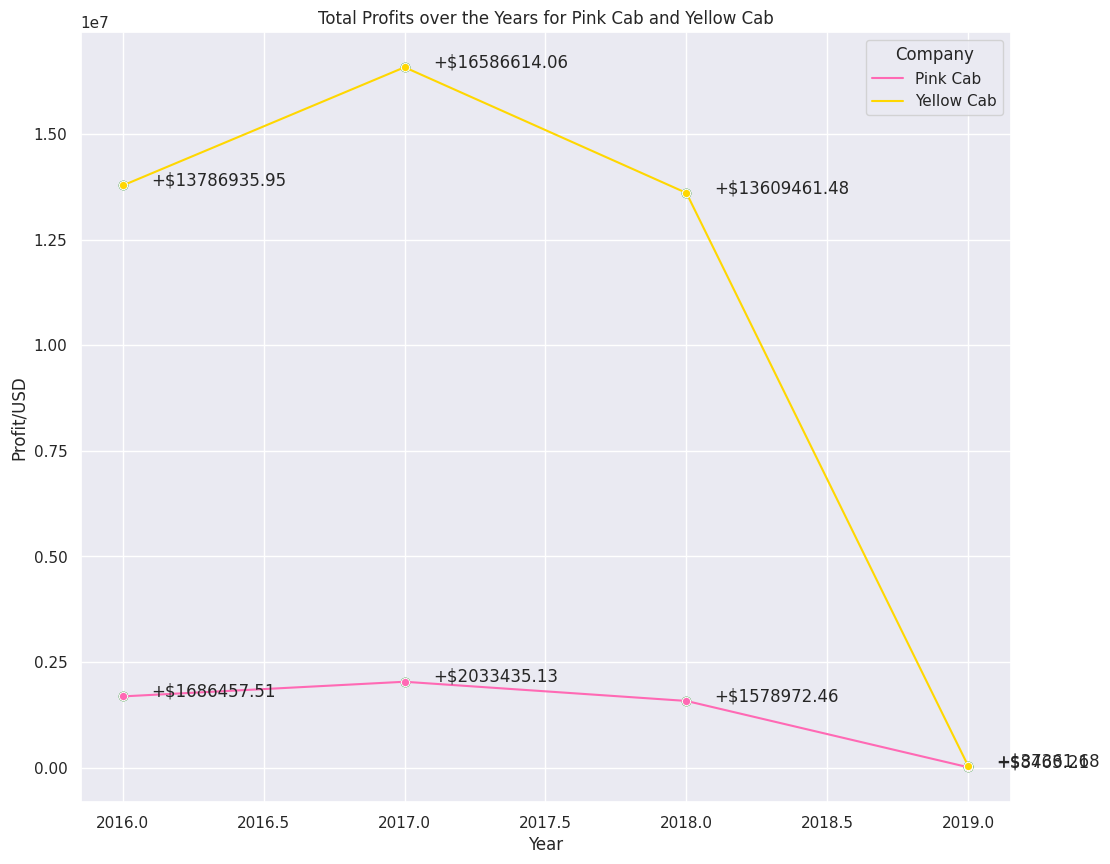 Total Profits over the Years for Pink Cab and Yellow Cab
1e7
Company
Pink Cab
Yellow Cab
+$16586614.06
+$13786935.95
+$13609461.48
+$1686457.51
+$2033435.13
+$1578972.46
1.50
1.25
1.00
0.75
0.50
0.25
0.00
Profit/USD
2016.0
2016.5
2017.0
2017.5
2018.0
2018.5
2019.0
Year